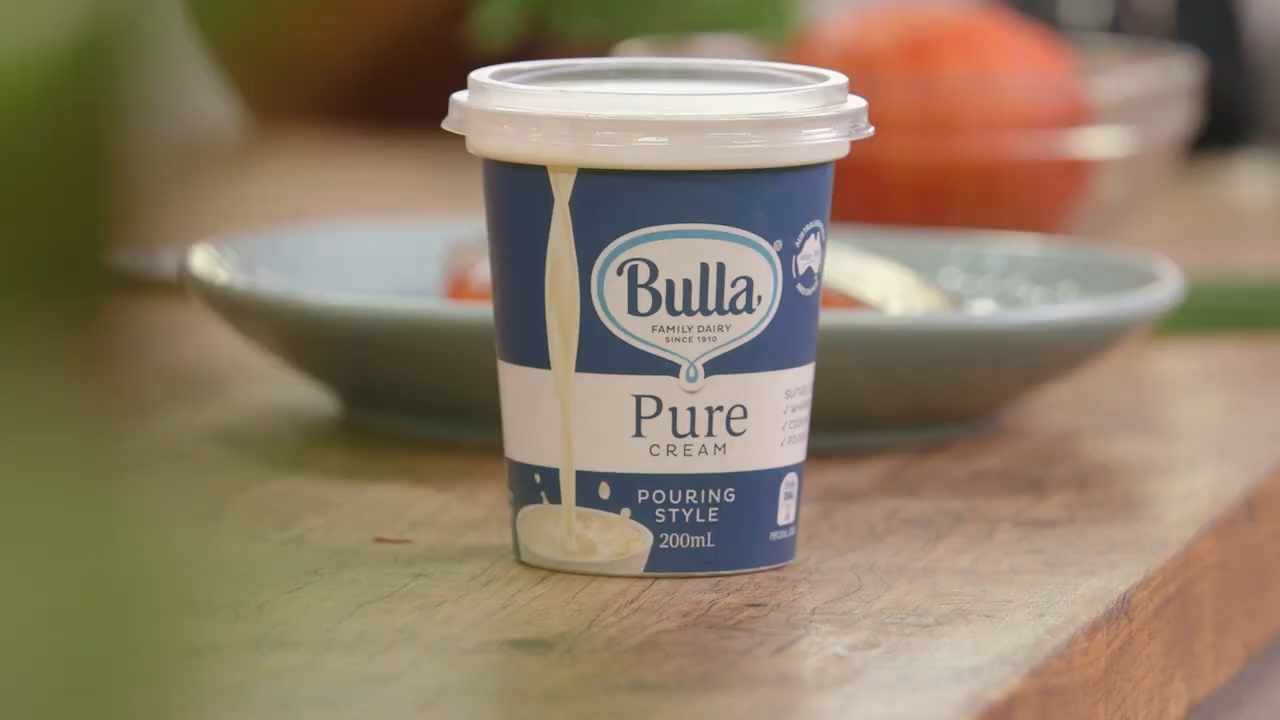 Bulla
FAMILY DAIRY
SINCE 1910
Pure
CREAM
POURING
STYLE
200mL